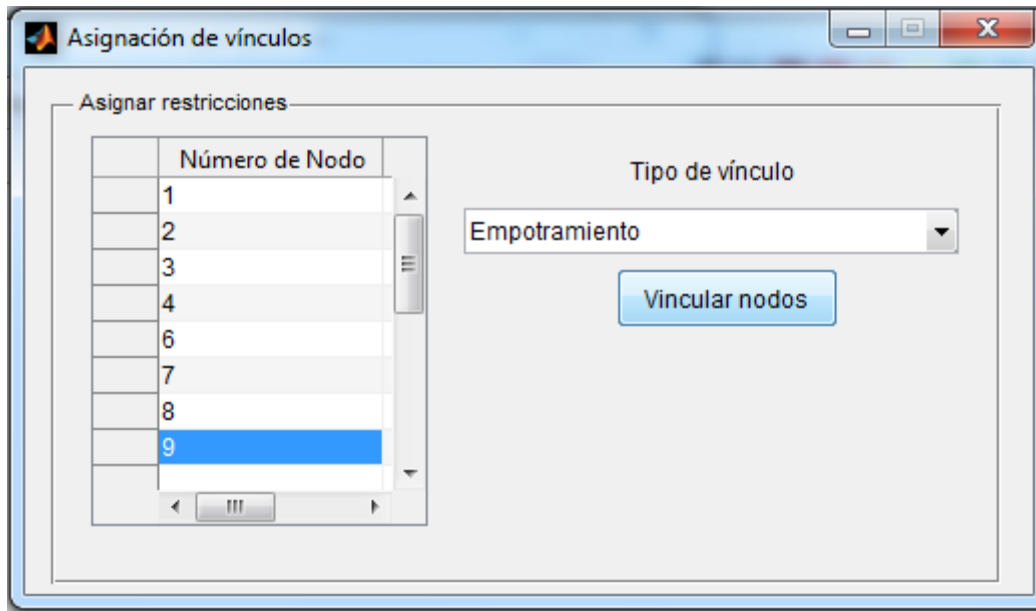 Asignación de vínculos
Asignar restricciones
Número de Nodo
1
2
3
4
6
7
8
9
Tipo de vínculo
Empotramiento
Vincular nodos